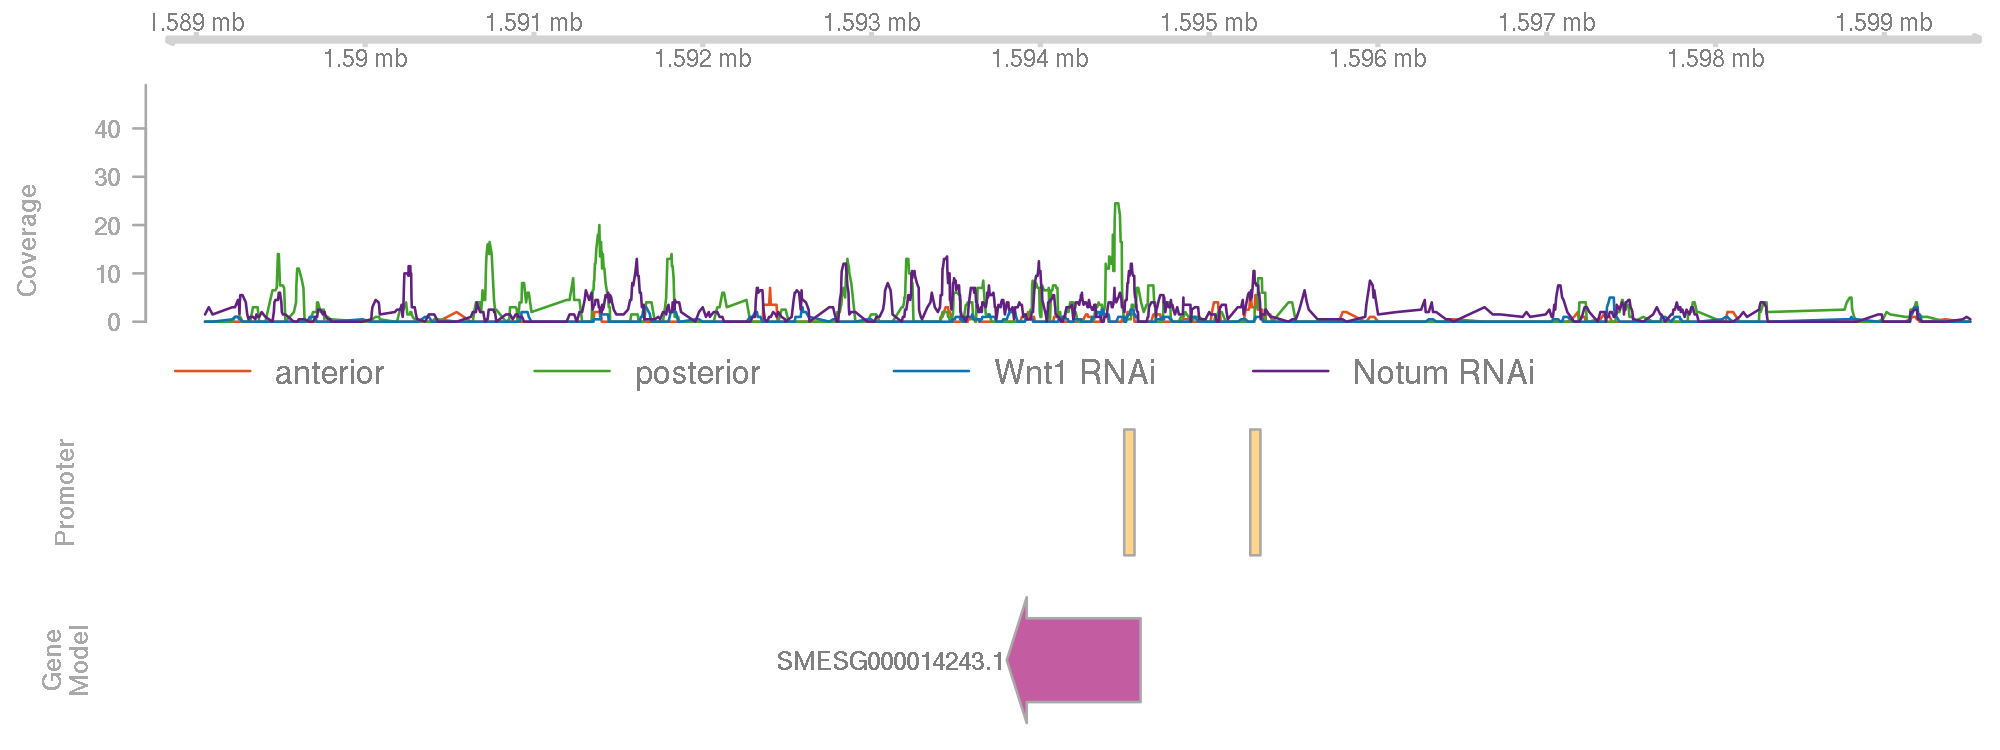 1.589 mb 1.591 mb 1.593 mb 1.595 mb 1.597 mb 1.599 mb
1.59 mb 1.592 mb 1.594 mb 1.596 mb 1.598 mb
Coverage
40
30
20
10
0
anterior posterior Wnt1 RNAi Notum RNAi
Promoter
Gene
Model
SMESG000014243.1